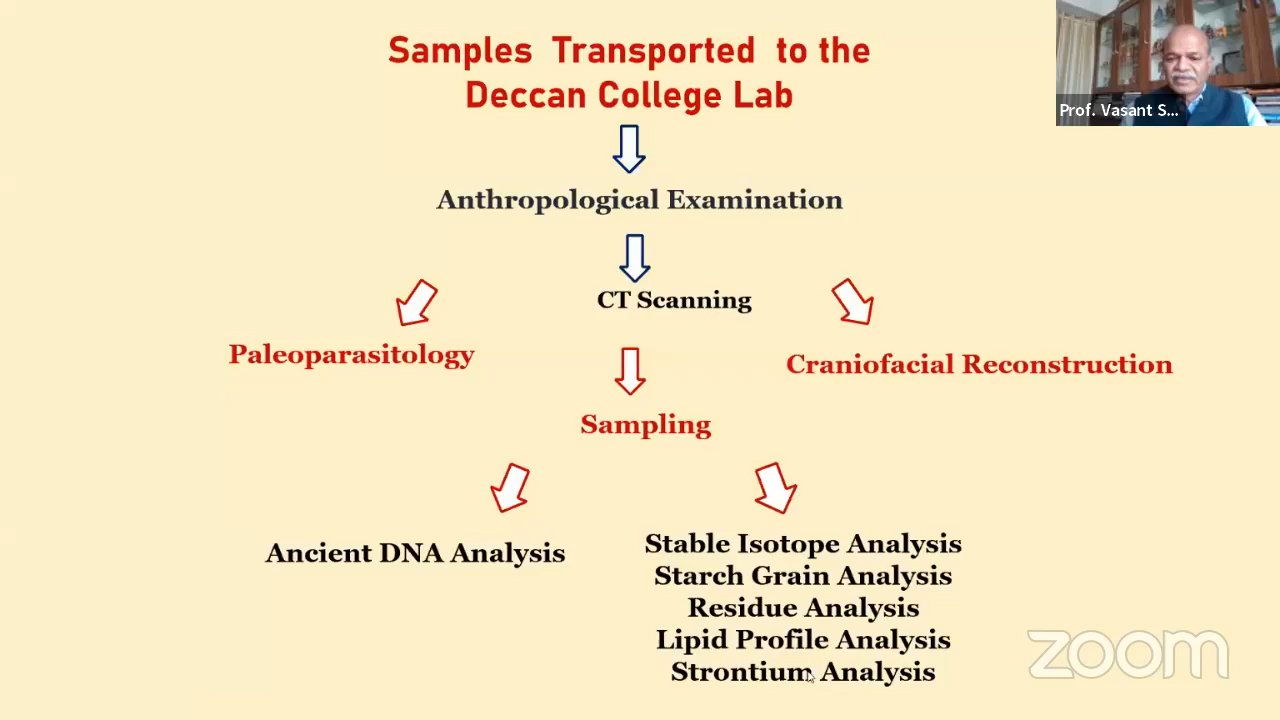 Samples Transported to the
Deccan College Lab
Prof. Vasant S...
Anthropological Examination
CT Scanning
Paleoparasitology
Craniofacial Reconstruction
Sampling
Ancient DNA Analysis
Stable Isotope Analysis
Starch Grain Analysis
Residue Analysis
Lipid Profile Analysis
Strontium Analysis
zoom